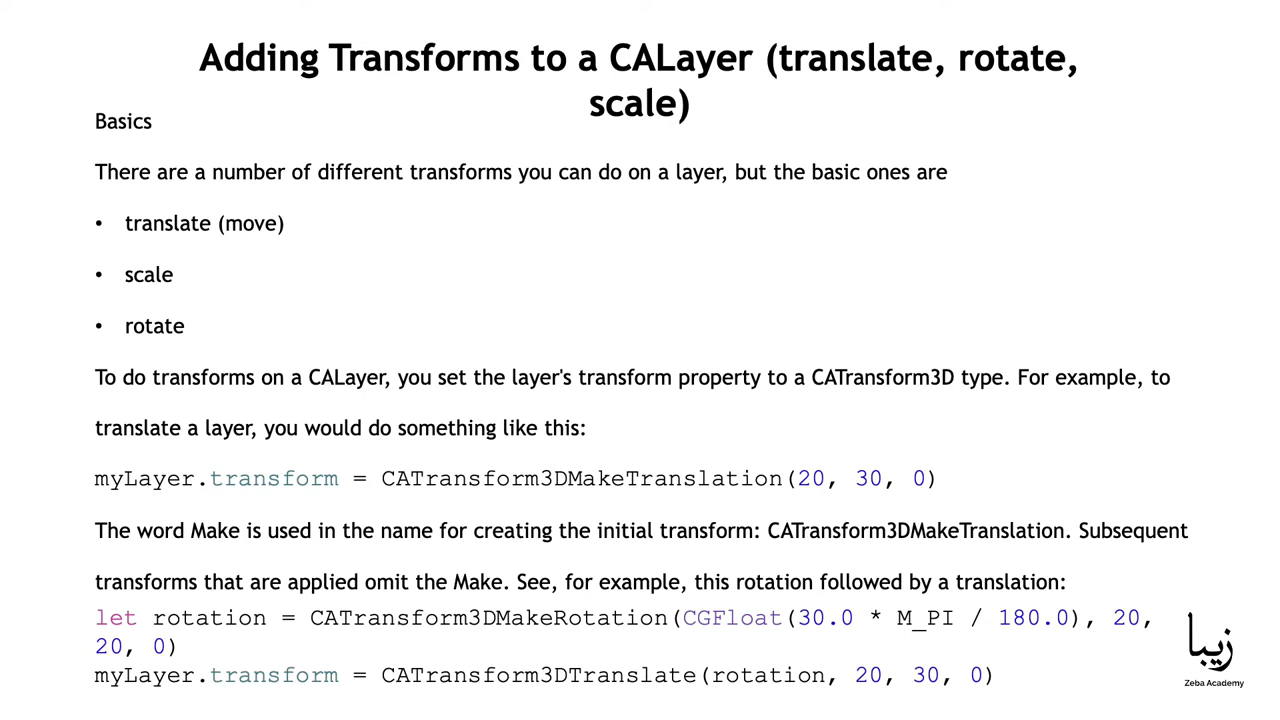 Adding Transforms to a CALayer (translate, rotate,
scale)
Basics
There are a number of different transforms you can do on a layer, but the basic ones are
• translate (move)
• scale
• rotate
To do transforms on a CALayer, you set the layer's transform property to a CATransform3D type. For example, to
translate a layer, you would do something like this:
myLayer.transform = CATransform3DMakeTranslation(20, 30, 0)
The word Make is used in the name for creating the initial transform: CATransform3DMakeTranslation. Subsequent
transforms that are applied omit the Make. See, for example, this rotation followed by a translation:
let rotation = CATransform3DMakeRotation(CGFloat(30.0 * M_PI / 180.0), 20,
20, 0)
myLayer.transform = CATransform3DTranslate(rotation, 20, 30, 0)
زیبا
Zeba Academy